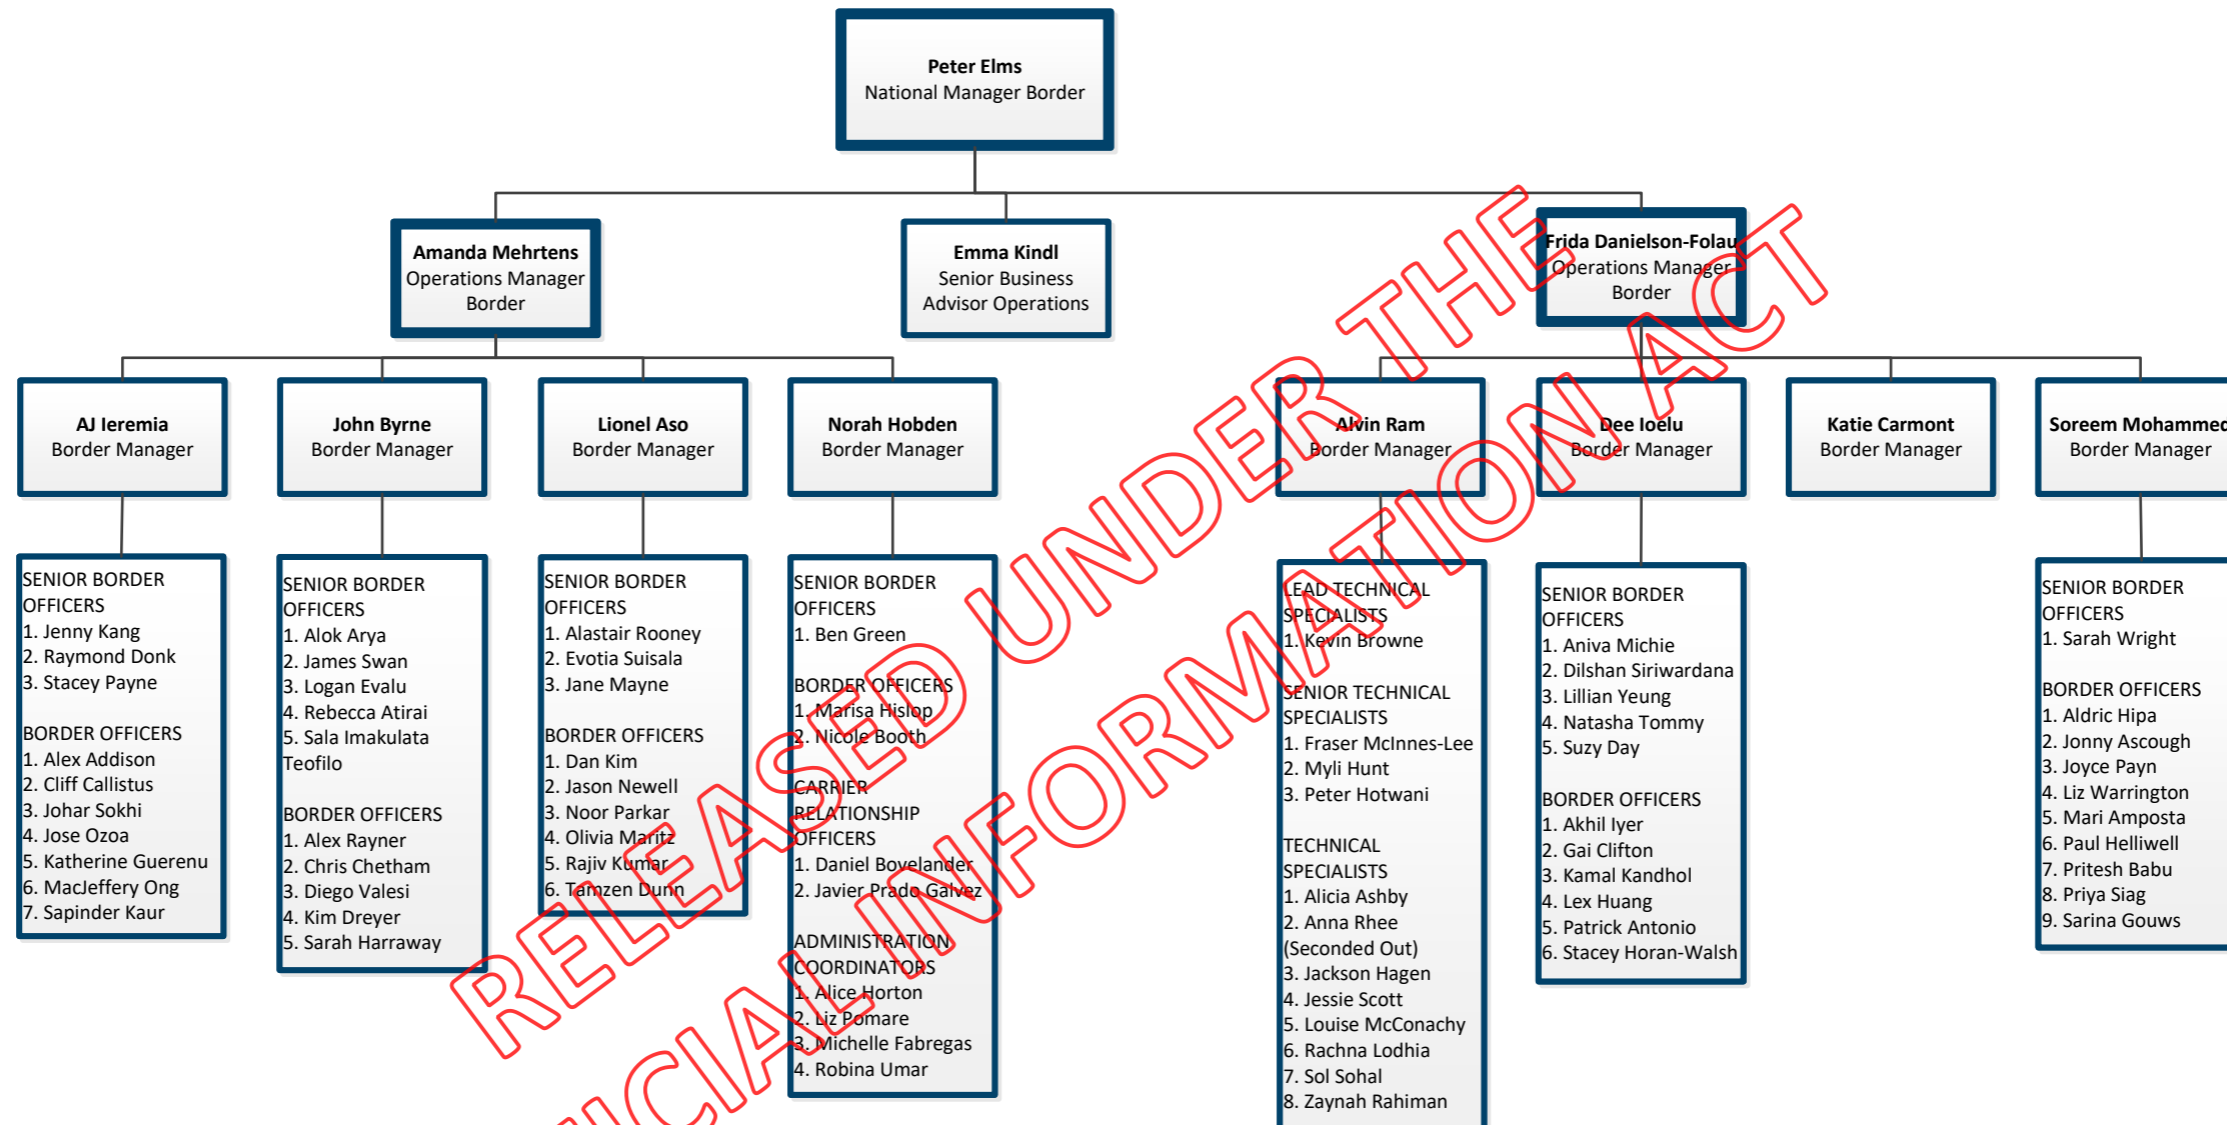 Peter Elms
National Manager Border
Amanda Mehrtens
Operations Manager
Border
Emma Kindl
Senior Business
Advisor Operations
Frida Danielson-Folau
Operations Manager
Border
AJ Ieremia
Border Manager
John Byrne
Border Manager
Lionel Aso
Border Manager
Norah Hobden
Border Manager
Alvin Ram
Border Manager
Dee Ioelu
Border Manager
Katie Carmont
Border Manager
Soreem Mohammed
Border Manager
SENIOR BORDER
OFFICERS
1. Jenny Kang
2. Raymond Donk
3. Stacey Payne
BORDER OFFICERS
1. Alex Addison
2. Cliff Callistus
3. Johar Sokhi
4. Jose Ozoa
5. Katherine Guerenu
6. MacJeffery Ong
7. Sapinder Kaur
SENIOR BORDER
OFFICERS
1. Alok Arya
2. James Swan
3. Logan Evalu
4. Rebecca Atirai
5. Sala Imakulata
Teofilo
BORDER OFFICERS
1. Alex Rayner
2. Chris Chetham
3. Diego Valesi
4. Kim Dreyer
5. Sarah Harraway
SENIOR BORDER
OFFICERS
1. Alastair Rooney
2. Evotia Suisala
3. Jane Mayne
BORDER OFFICERS
1. Dan Kim
2. Jason Newell
3. Noor Parkar
4. Olivia Maritz
5. Rajiv Kumar
6. Tamzen Dunn
SENIOR BORDER
OFFICERS
1. Ben Green
BORDER OFFICERS
1. Marisa Hislop
2. Nicole Booth
CARRIER
RELATIONSHIP
OFFICERS
1. Daniel Bovelander
2. Javier Prado Galvez
ADMINISTRATION
COORDINATORS
1. Alice Horton
2. Liz Pomare
3. Michelle Fabregas
4. Robina Umar
LEAD TECHNICAL
SPECIALISTS
1. Kevin Browne
SENIOR TECHNICAL
SPECIALISTS
1. Fraser McInnes-Lee
2. Myli Hunt
3. Peter Hotwani
TECHNICAL
SPECIALISTS
1. Alicia Ashby
2. Anna Rhee
(Seconded Out)
3. Jackson Hagen
4. Jessie Scott
5. Louise McConachy
6. Rachna Lodhia
7. Sol Sohal
8. Zaynah Rahiman
SENIOR BORDER
OFFICERS
1. Aniva Michie
2. Dilshan Siriwardana
3. Lillian Yeung
4. Natasha Tommy
5. Suzy Day
BORDER OFFICERS
1. Akhil Iyer
2. Gai Clifton
3. Kamal Kandhol
4. Lex Huang
5. Patrick Antonio
6. Stacey Horan-Walsh
SENIOR BORDER
OFFICERS
1. Sarah Wright
BORDER OFFICERS
1. Aldric Hipa
2. Jonny Ascough
3. Joyce Payn
4. Liz Warrington
5. Mari Amposta
6. Paul Helliwell
7. Pritesh Babu
8. Priya Siag
9. Sarina Gouws
RELEASED UNDER THE
INFORMATION ACT